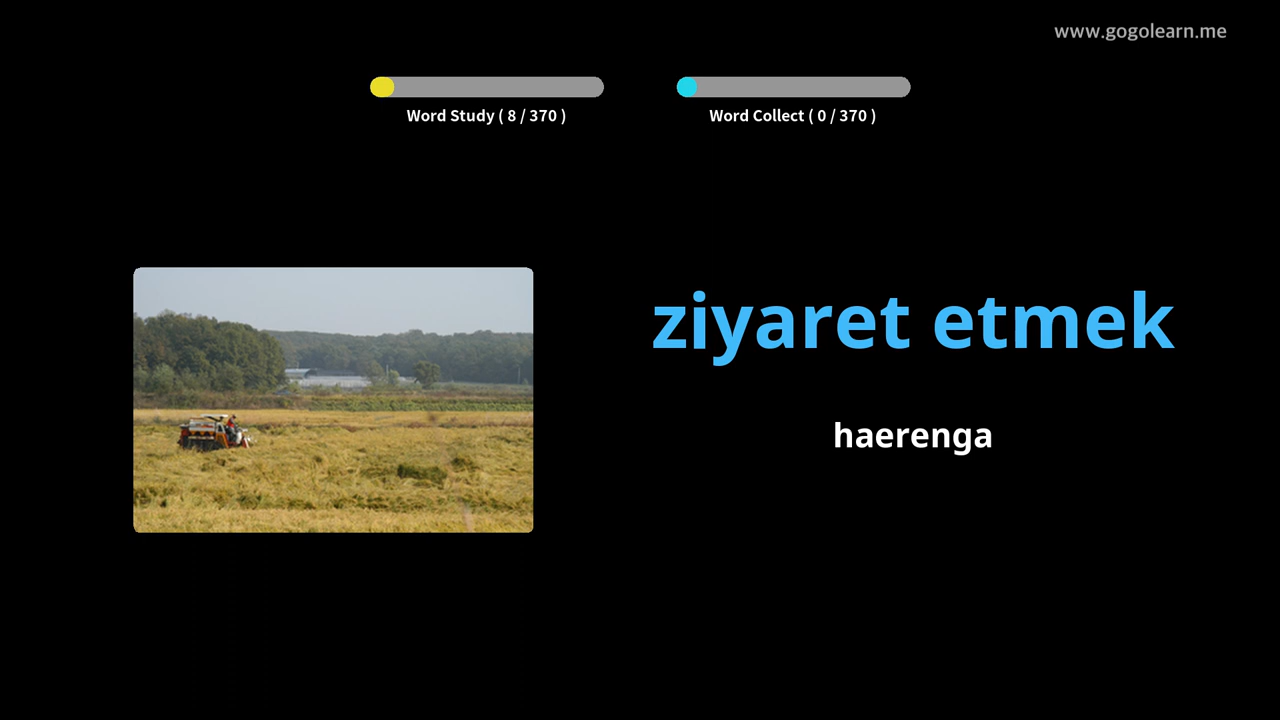 www.gogolearn.me
Word Study ( 8 / 370 )
Word Collect ( 0 / 370 )
ziyaret etmek
haerenga